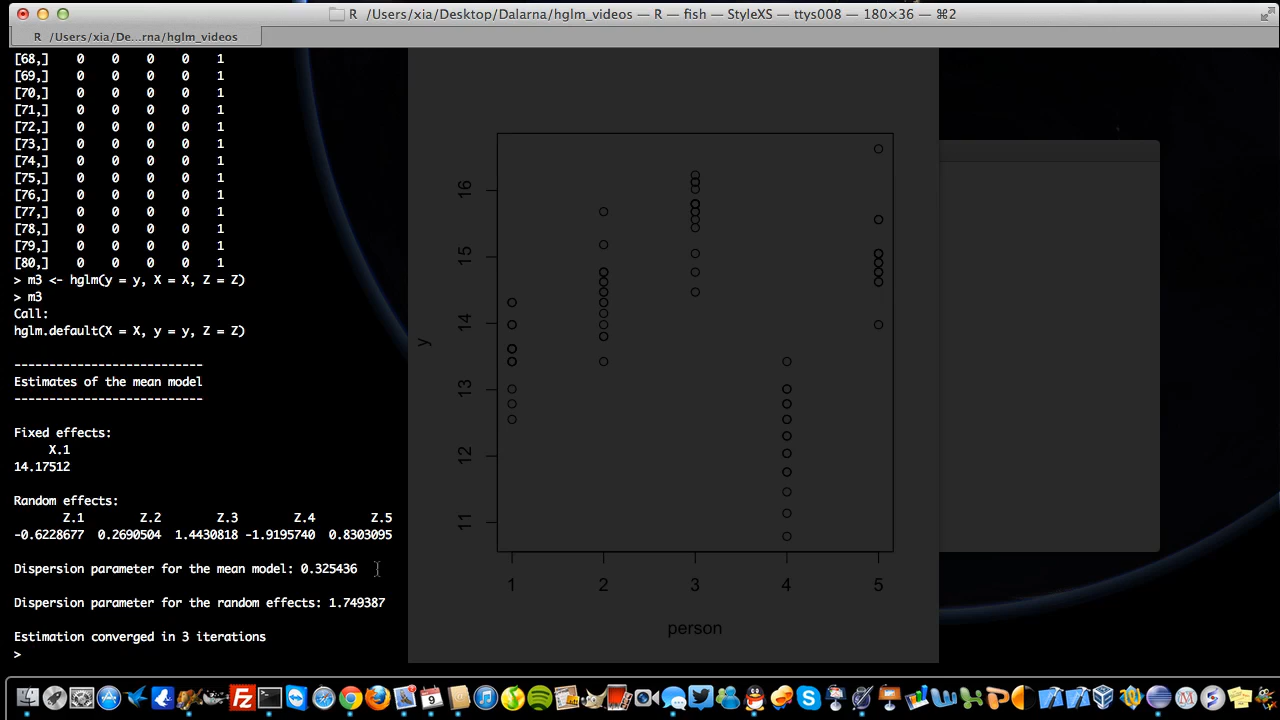 R /Users/xia/Desktop/Dalarna/hglm_videos — R — fish — StyleXS — ttys008 — 180×36 — ⌘2
R /Users/xia/De...rna/hglm_videos
[68,] 0 0 0 0 1
[69,] 0 0 0 0 1
[70,] 0 0 0 0 1
[71,] 0 0 0 0 1
[72,] 0 0 0 0 1
[73,] 0 0 0 0 1
[74,] 0 0 0 0 1
[75,] 0 0 0 0 1
[76,] 0 0 0 0 1
[77,] 0 0 0 0 1
[78,] 0 0 0 0 1
[79,] 0 0 0 0 1
[80,] 0 0 0 0 1
> m3 <- hglm(y = y, X = X, Z = Z)
> m3
Call:
hglm.default(X = X, y = y, Z = Z)
---------------------------
Estimates of the mean model
---------------------------
Fixed effects:
X.1
14.17512
Random effects:
Z.1 Z.2 Z.3 Z.4 Z.5
-0.6228677 0.2690504 1.4430818 -1.9195740 0.8303095
Dispersion parameter for the mean model: 0.325436
Dispersion parameter for the random effects: 1.749387
Estimation converged in 3 iterations
>
16
15
14
13
12
11
y
1 2 3 4 5
person